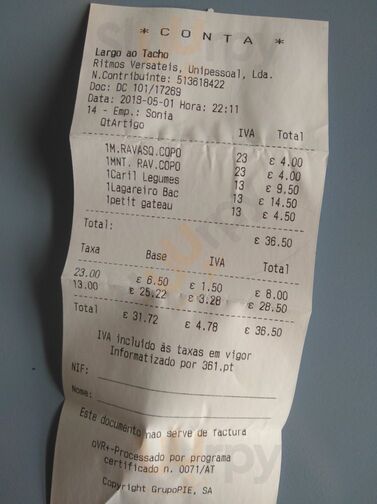 * C O N T A *
Largo ao Tacho
Ritmos Versateis, Unipessoal, Lda.
N.Contribuinte: 513618422
Doc: DC 101/17269
Data: 2019-05-01 Hora: 22:11
14 - Emp.: Sonia
QtArtigo IVA Total
1M.RAVASQ.COPO 23 € 4.00
1MNT. RAV.COPO 23 € 4.00
1Caril Legumes 13 € 9.50
1Lagareiro Bac 13 € 14.50
1petit gateau 13 € 4.50
Total: € 36.50
Taxa Base IVA Total
23.00 € 6.50 € 1.50 € 8.00
13.00 € 25.22 € 3.28 € 28.50
Total € 31.72 € 4.78 € 36.50
IVA incluido às taxas em vigor
Informatizado por 361.pt
NIF:
Nome:
Este documento nao serve de factura
oVR+-Processado por programa
certificado n. 0071/AT
Copyright GrupoPIE, SA